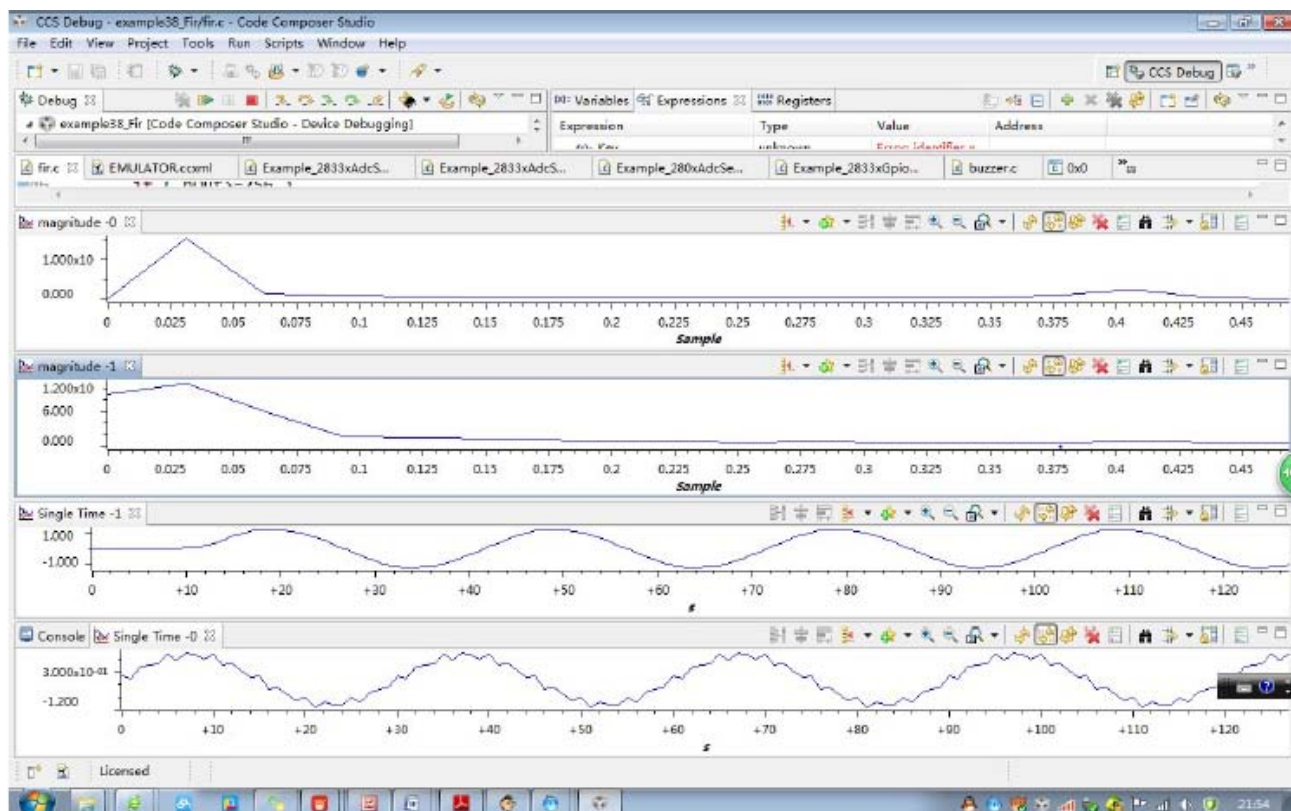 CCS Debug - example38_Fir/fir.c - Code Composer Studio
File Edit View Project Tools Run Scripts Window Help
CCS Debug
Debug
(x)= Variables Expressions Registers
example38_Fir [Code Composer Studio - Device Debugging]
Expression Type Value Address
unknown
fir.c EMULATOR.ccxml Example_2833xAdcS... Example_2833xAdcS... Example_280xAdcSe... Example_2833xGpio... buzzer.c 0x0
magnitude -0
1.000x10
0.000
0 0.025 0.05 0.075 0.1 0.125 0.15 0.175 0.2 0.225 0.25 0.275 0.3 0.325 0.35 0.375 0.4 0.425 0.45
Sample
magnitude -1
1.200x10
6.000
0.000
0 0.025 0.05 0.075 0.1 0.125 0.15 0.175 0.2 0.225 0.25 0.275 0.3 0.325 0.35 0.375 0.4 0.425 0.45
Sample
Single Time -1
1.000
-1.000
0 +10 +20 +30 +40 +50 +60 +70 +80 +90 +100 +110 +120
s
Console Single Time -0
3.000x10-01
-1.200
0 +10 +20 +30 +40 +50 +60 +70 +80 +90 +100 +110 +120
s
Licensed
21:54